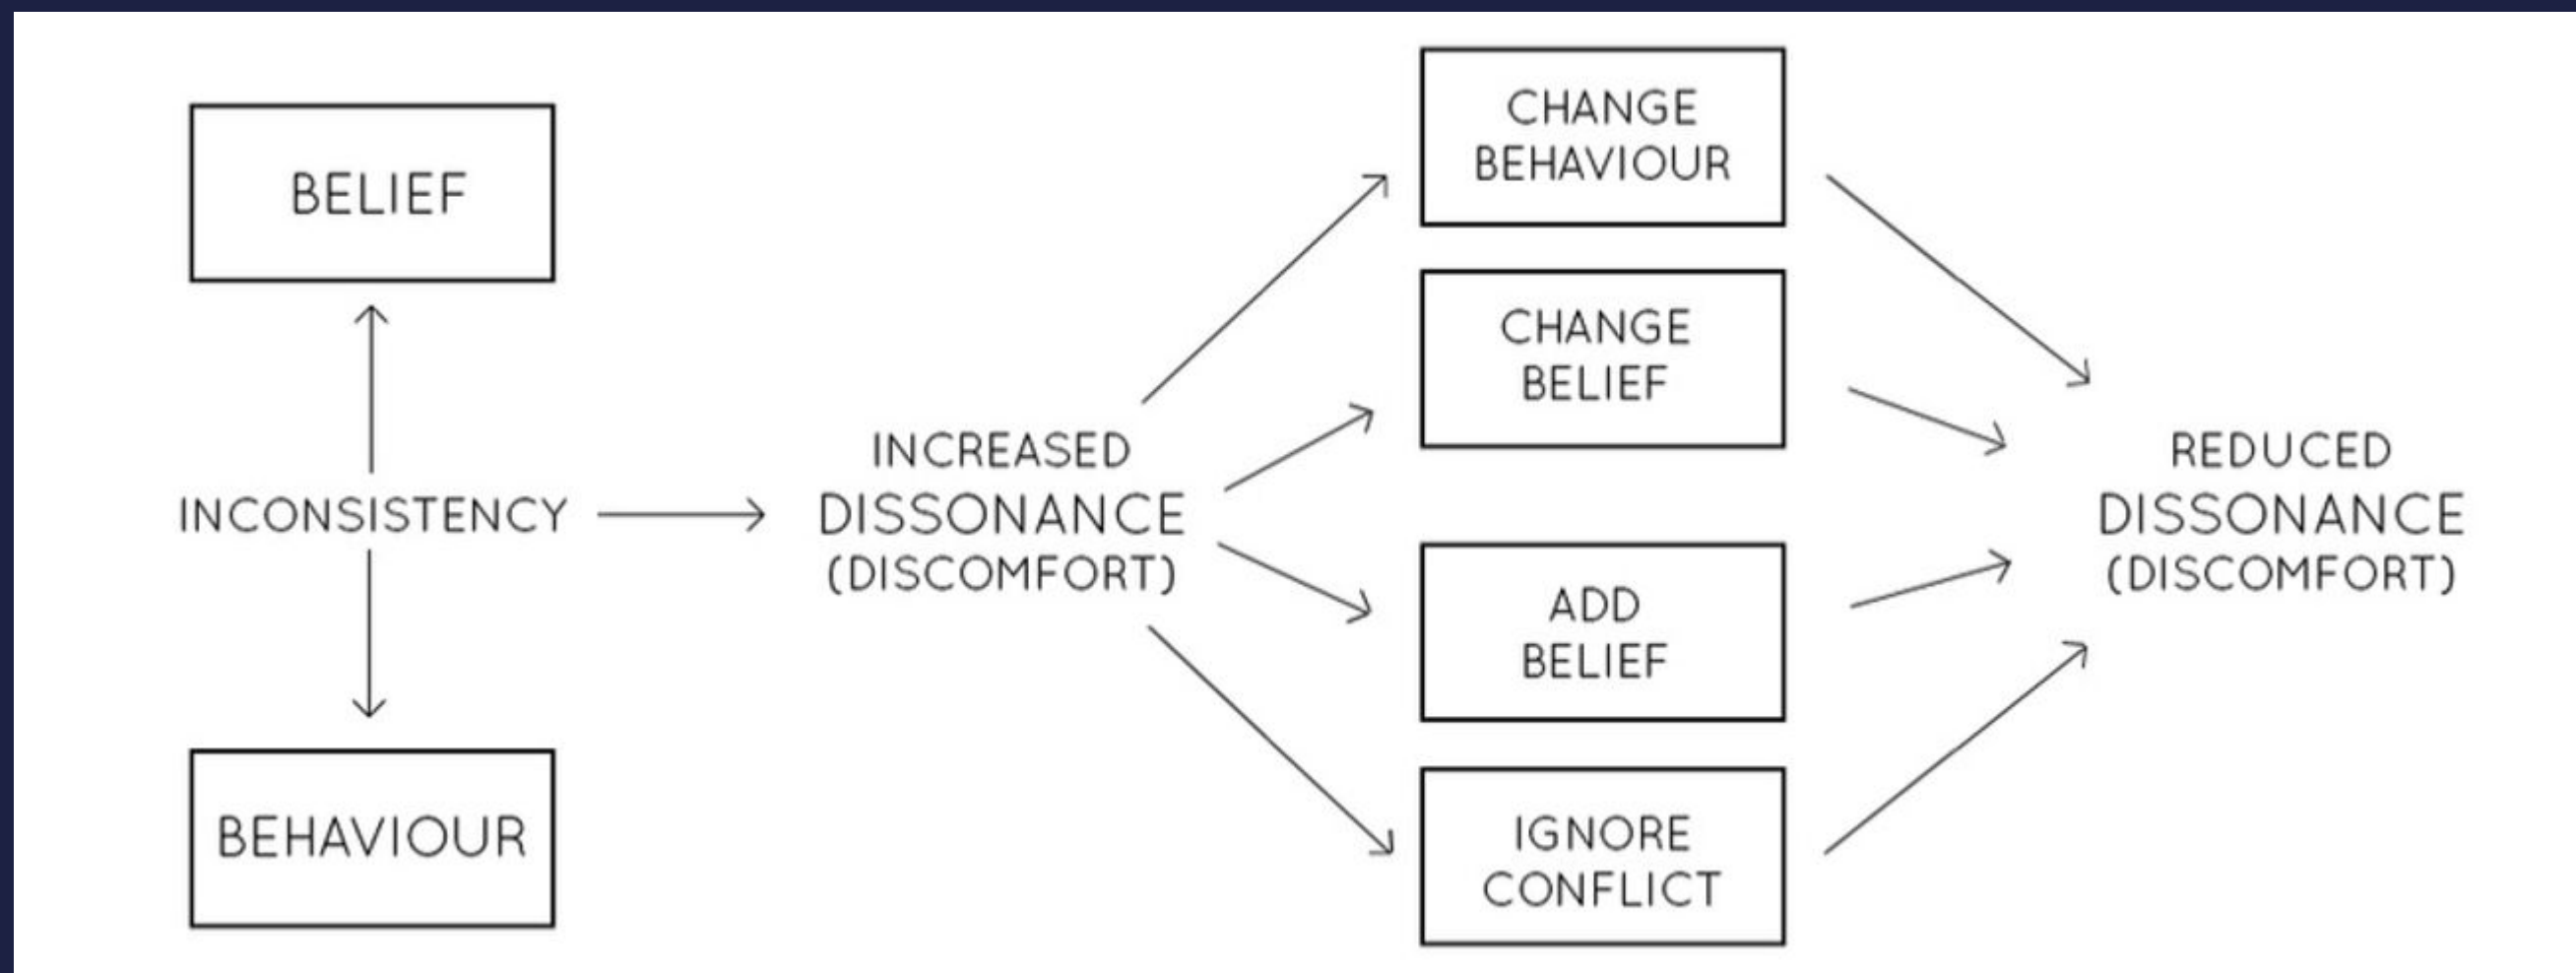 BELIEF
INCONSISTENCY
BEHAVIOUR
INCREASED
DISSONANCE
(DISCOMFORT)
CHANGE
BEHAVIOUR
CHANGE
BELIEF
ADD
BELIEF
IGNORE
CONFLICT
REDUCED
DISSONANCE
(DISCOMFORT)